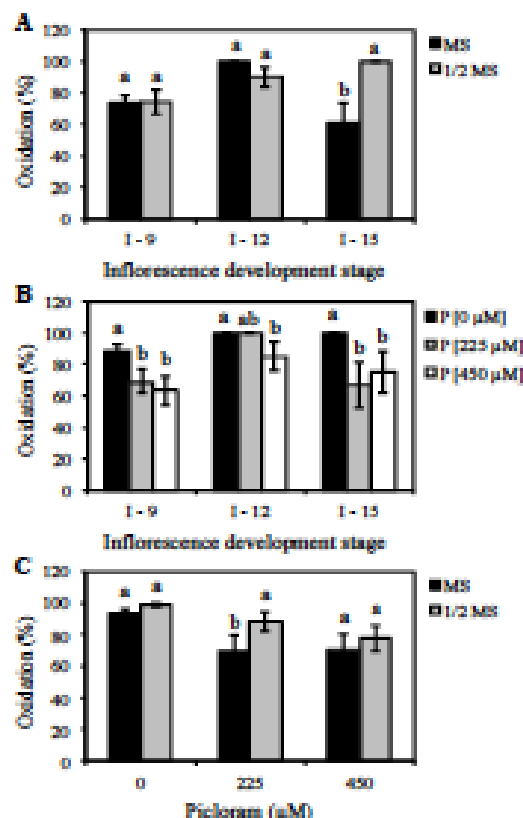 A
120
100
80
60
40
20
0
Oxidation (%)
a a
a a
b a
MS
1/2 MS
I - 9 I - 12 I - 15
Inflorescence development stage
B
120
100
80
60
40
20
0
Oxidation (%)
a b b
a ab b
a b b
P [0 µM]
P [225 µM]
P [450 µM]
I - 9 I - 12 I - 15
Inflorescence development stage
C
120
100
80
60
40
20
0
Oxidation (%)
a a
b a
a a
MS
1/2 MS
0 225 450
Picloram (µM)